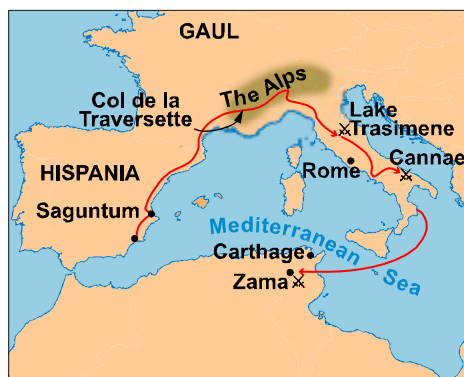 GAUL
The Alps
Col de la
Traversette
Lake
Trasimene
HISPANIA
Rome
Cannae
Saguntum
Mediterranean
Sea
Carthage
Zama